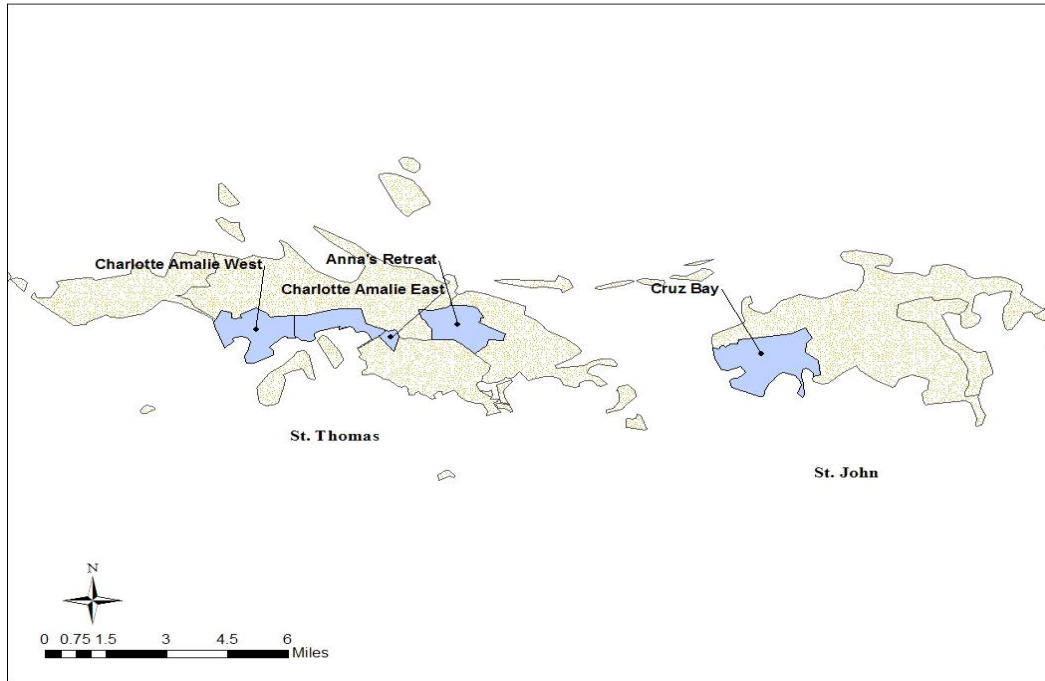 Charlotte Amalie West
Anna's Retreat
Charlotte Amalie East
Cruz Bay
St. Thomas
St. John
N
0 0.75 1.5 3 4.5 6
Miles